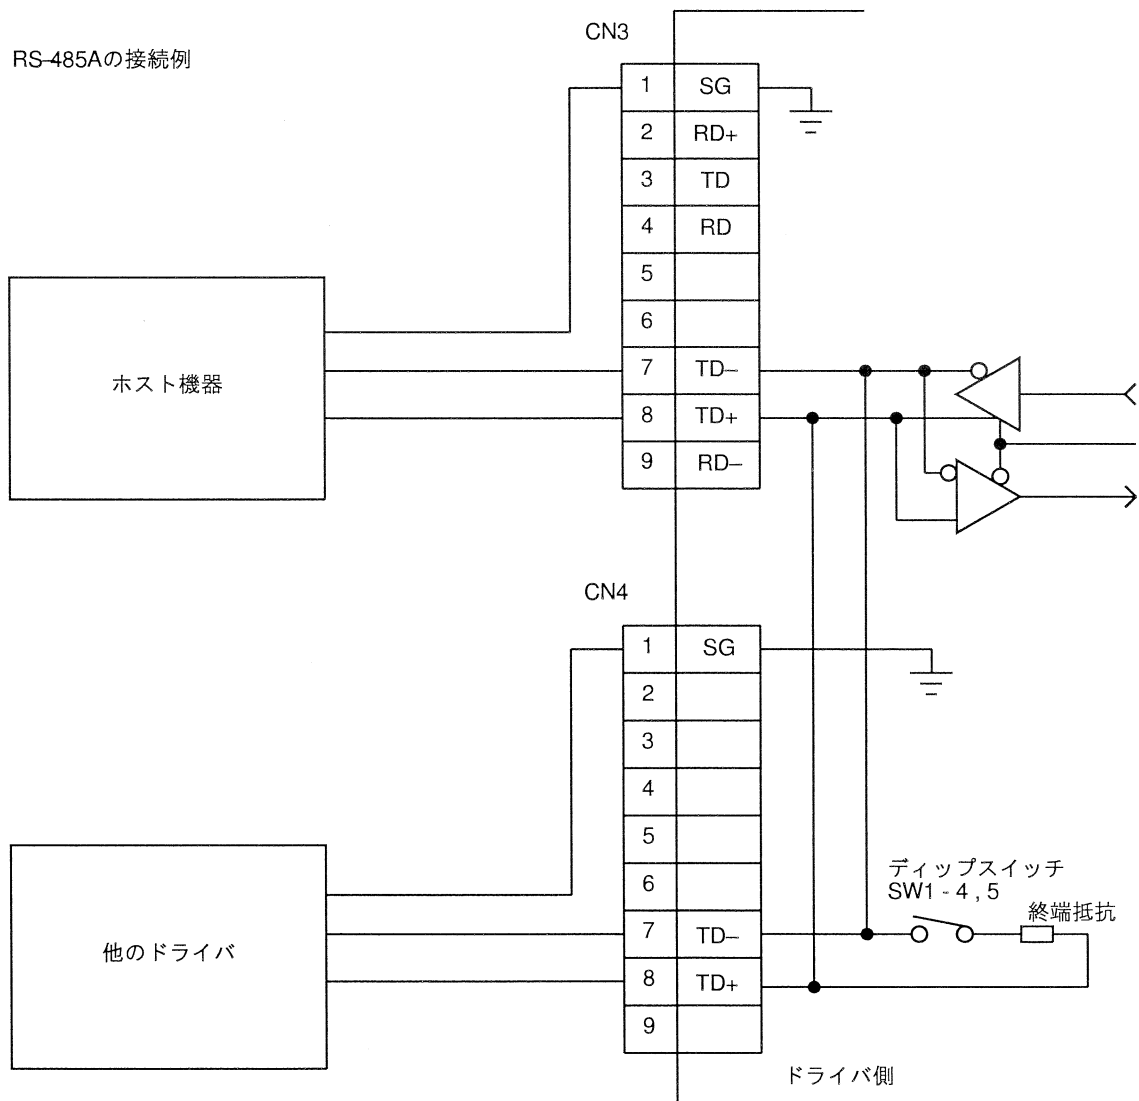 RS-485Aの接続例
CN3
1 SG
2 RD+
3 TD
4 RD
5
6
7 TD−
8 TD+
9 RD−
ホスト機器
CN4
1 SG
2
3
4
5
6
7 TD−
8 TD+
9
他のドライバ
ディップスイッチ
SW1-4,5
終端抵抗
ドライバ側